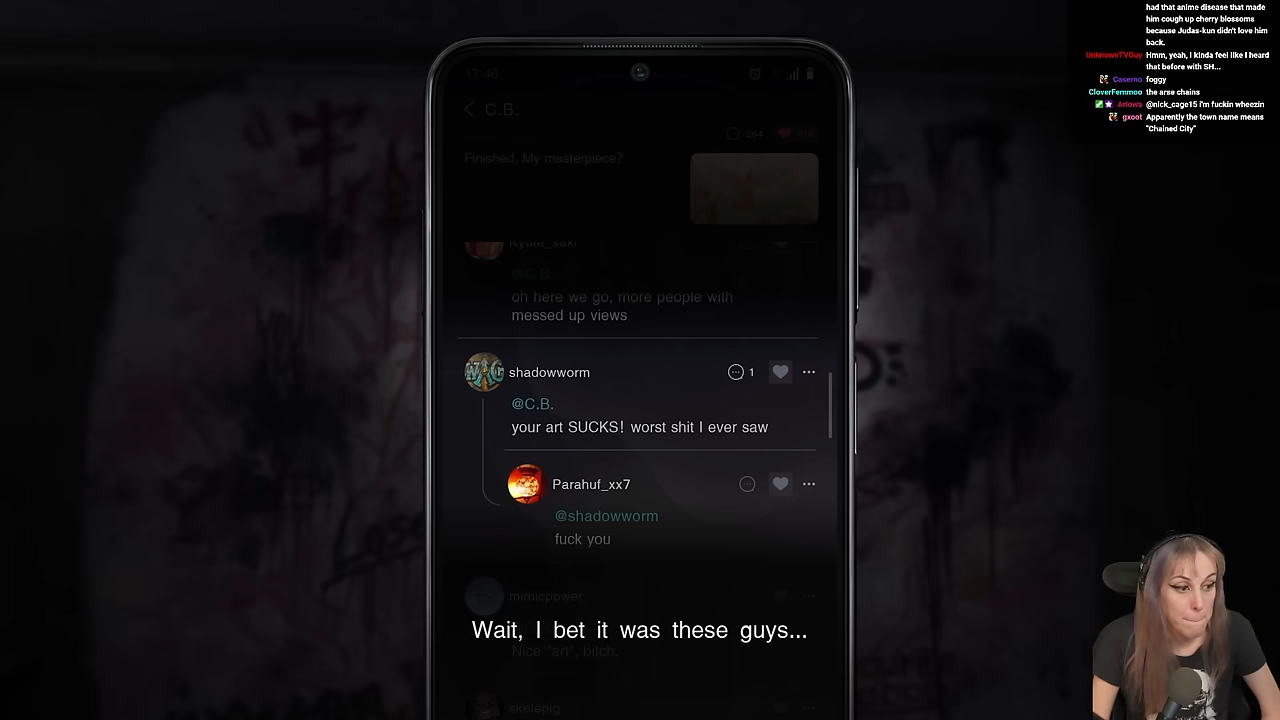 had that anime disease that made
him cough up cherry blossoms
because Judas-kun didn't love him
back.
UnknownTVGuy Hmm, yeah, I kinda feel like I heard
that before with SH...
Caserno foggy
CloverFemmoo the arse chains
Arlowa @nick_cage15 i'm fuckin wheezin
gxoot Apparently the town name means
"Chained City"
17:46
C.B.
264
Finished. My masterpiece?
@C.B.
oh here we go, more people with
messed up views
shadowworm 1
@C.B.
your art SUCKS! worst shit I ever saw
Parahuf_xx7
@shadowworm
fuck you
mimicpower
Wait, I bet it was these guys...
Nice "art", bitch.
skelepig